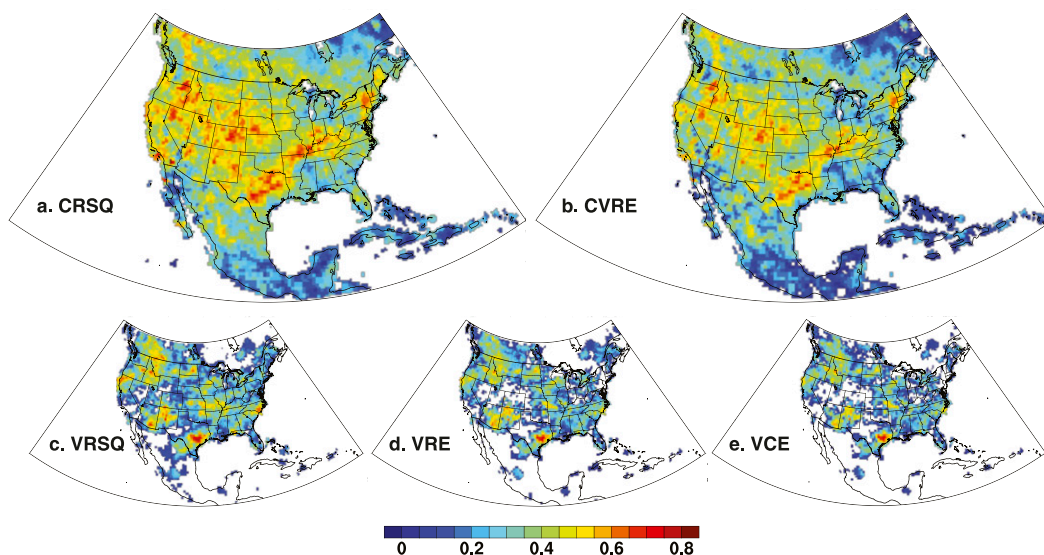 a. CRSQ
b. CVRE
c. VRSQ
d. VRE
e. VCE
0 0.2 0.4 0.6 0.8